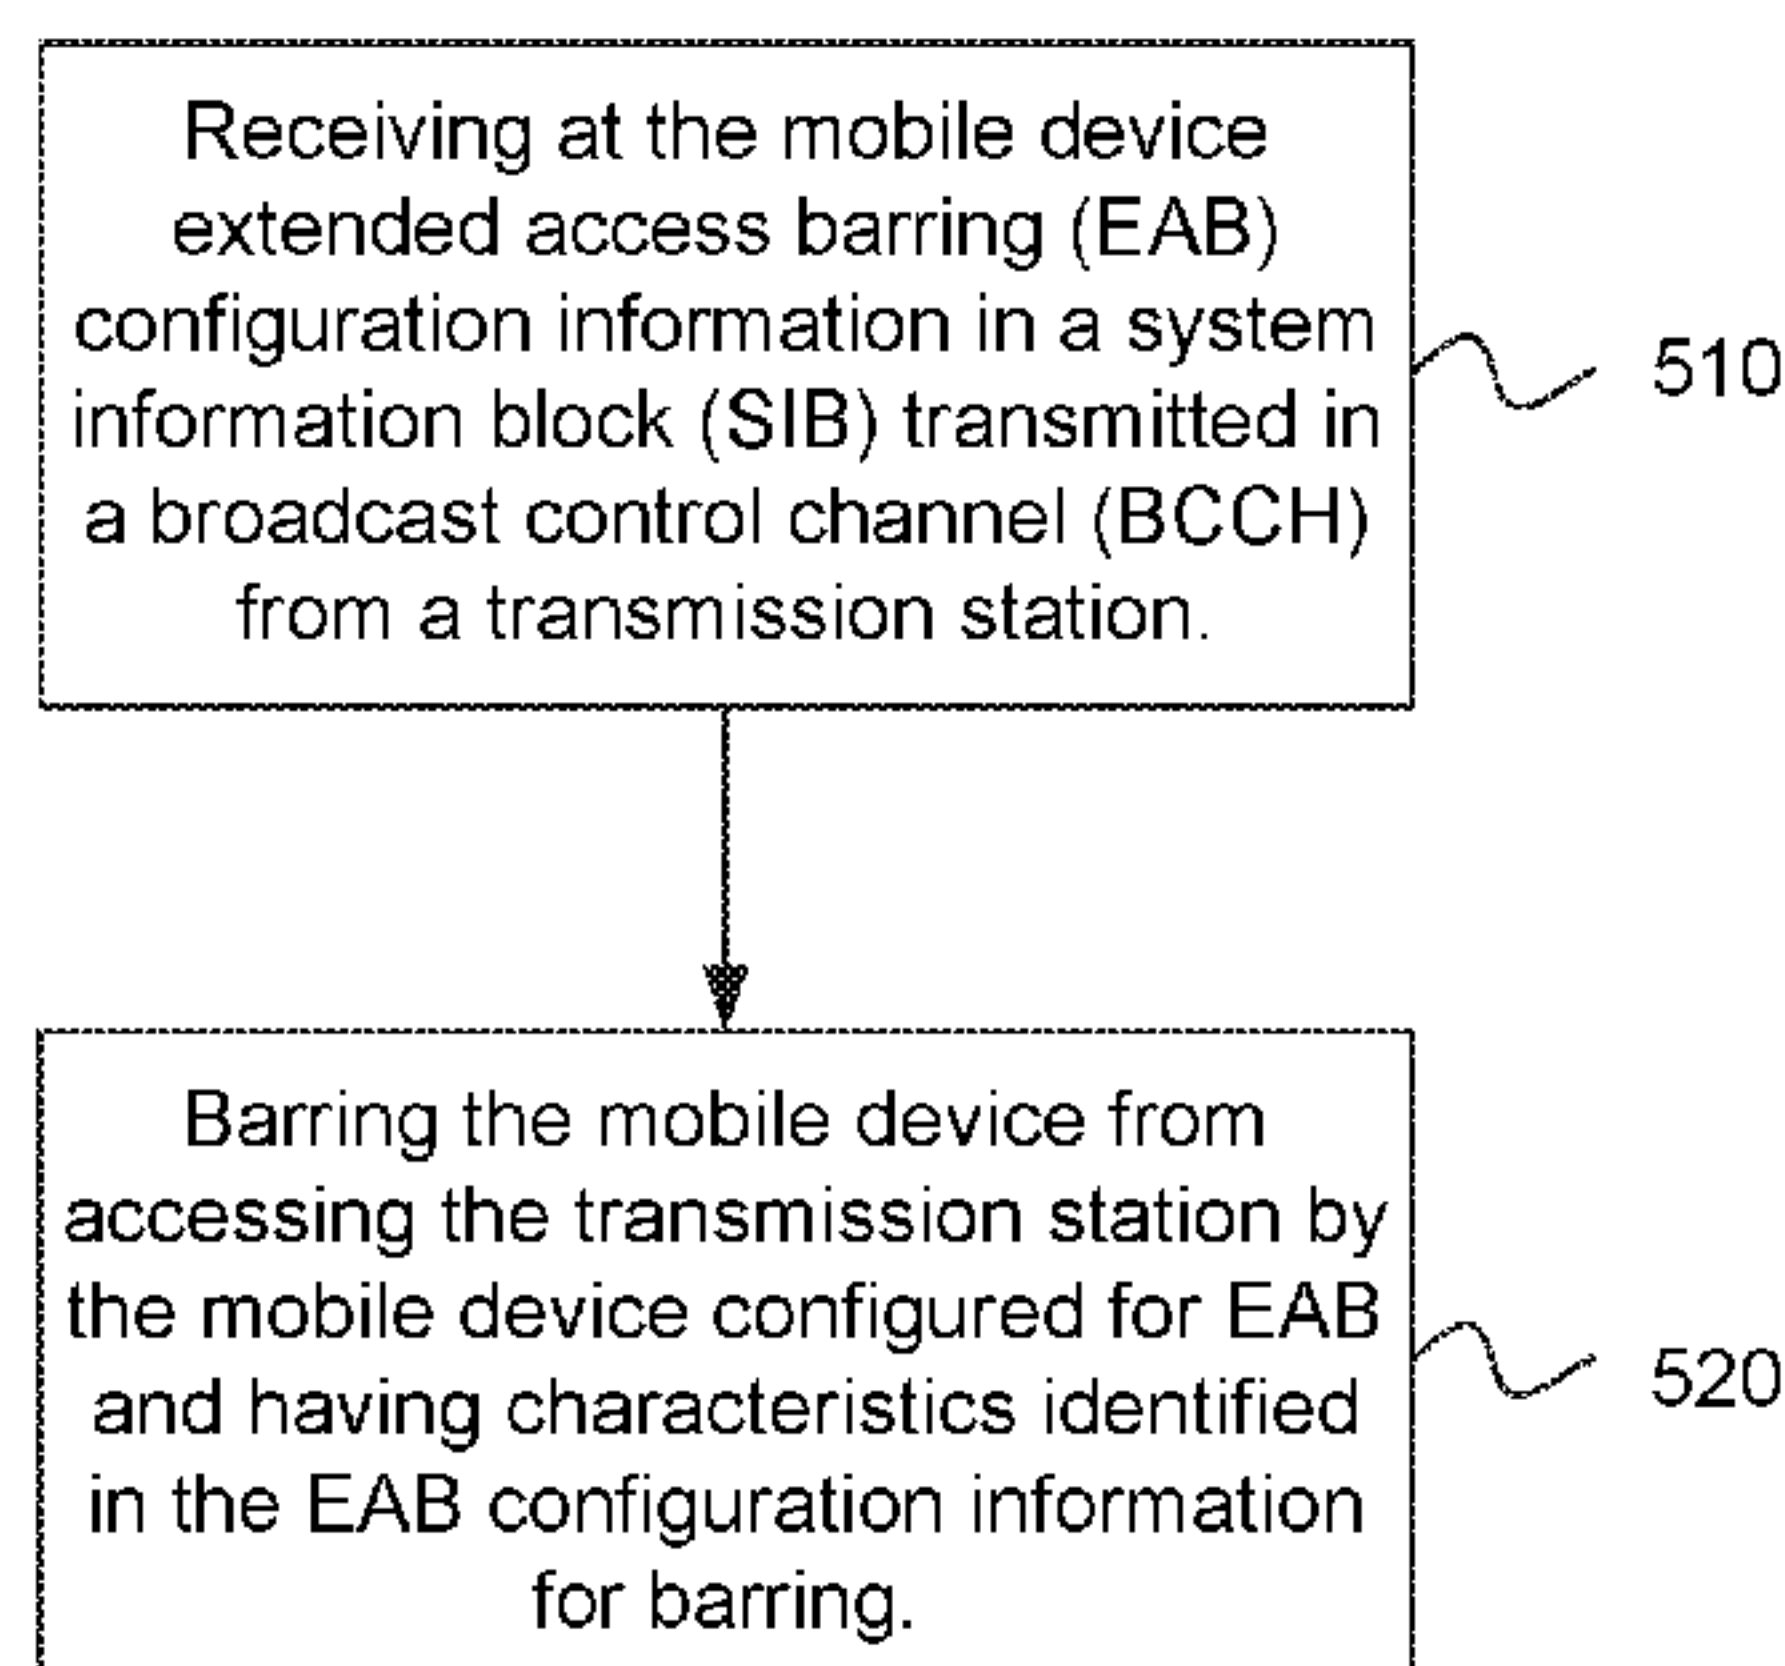 Receiving at the mobile device
extended access barring (EAB)
configuration information in a system
information block (SIB) transmitted in
a broadcast control channel (BCCH)
from a transmission station.
510
Barring the mobile device from
accessing the transmission station by
the mobile device configured for EAB
and having characteristics identified
in the EAB configuration information
for barring.
520